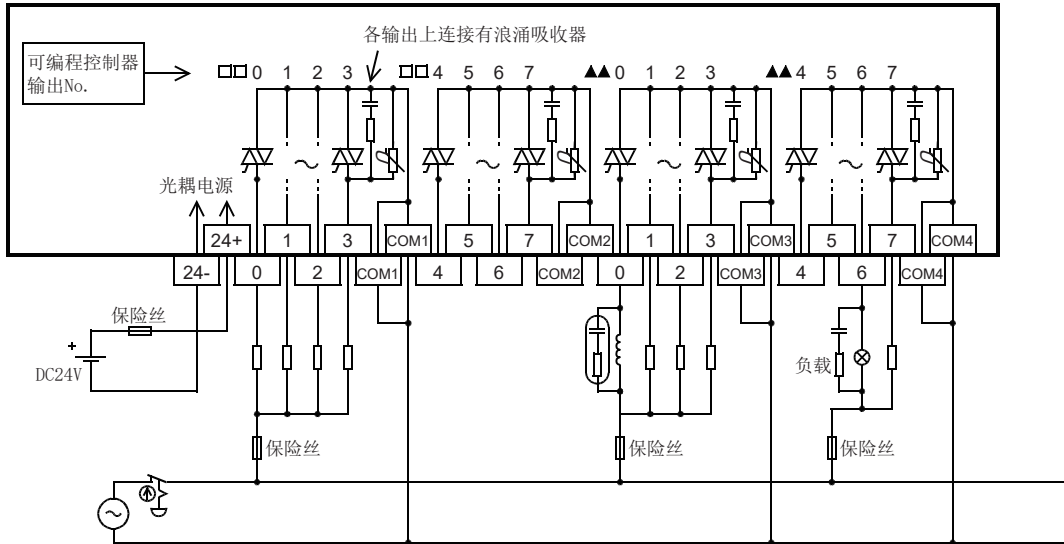 各输出上连接有浪涌吸收器
可编程控制器
输出No.
□□ 0 1 2 3 □□ 4 5 6 7 ▲▲ 0 1 2 3 ▲▲ 4 5 6 7
光耦电源
24+ 1 3 COM1 5 7 COM2 1 3 COM3 5 7 COM4
24- 0 2 COM1 4 6 COM2 0 2 COM3 4 6 COM4
保险丝
+
DC24V
负载
保险丝 保险丝 保险丝